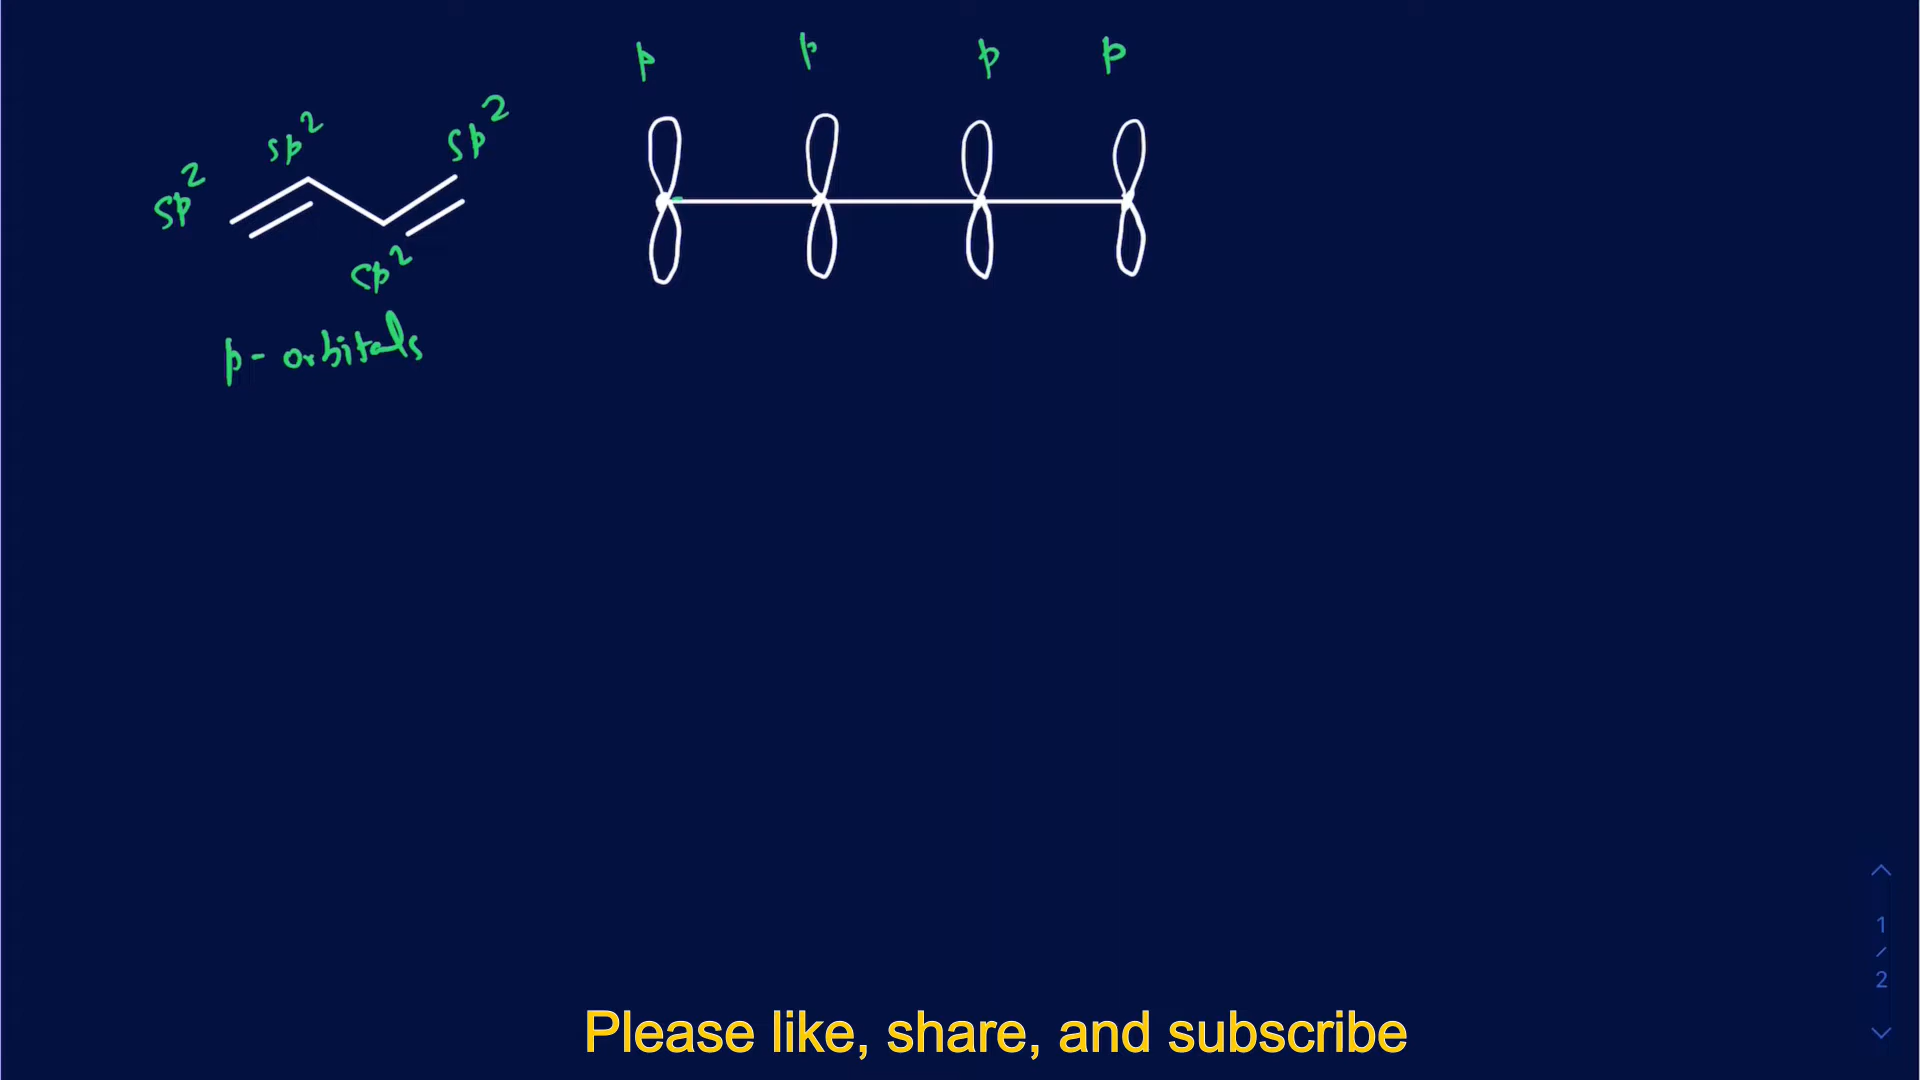 p p p p
sp²
sp²
sp²
sp²
p- orbitals
1
/
2
Please like, share, and subscribe